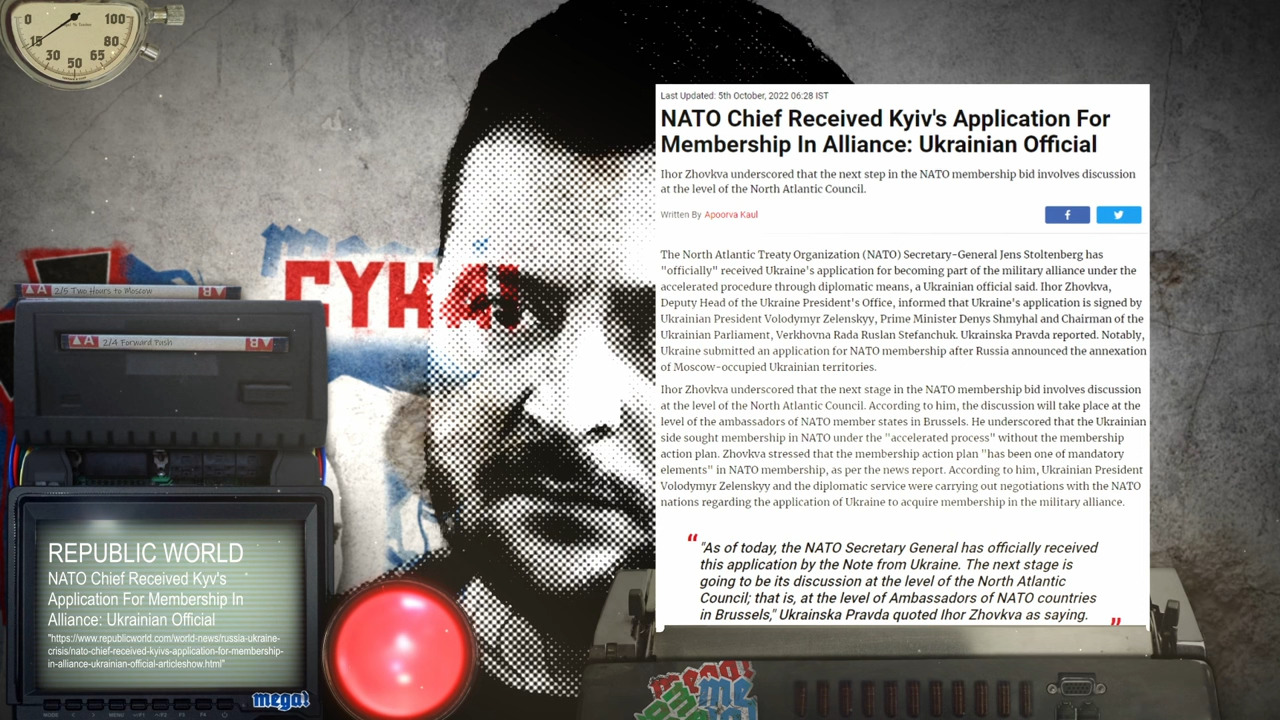 0
100
15
80
30
65
50
Last Updated: 5th October, 2022 06:28 IST
NATO Chief Received Kyiv's Application For
Membership In Alliance: Ukrainian Official
Ihor Zhovkva underscored that the next step in the NATO membership bid involves discussion
at the level of the North Atlantic Council.
Written By Apoorva Kaul
The North Atlantic Treaty Organization (NATO) Secretary-General Jens Stoltenberg has
"officially" received Ukraine's application for becoming part of the military alliance under the
accelerated procedure through diplomatic means, a Ukrainian official said. Ihor Zhovkva,
Deputy Head of the Ukraine President's Office, informed that Ukraine's application is signed by
Ukrainian President Volodymyr Zelenskyy, Prime Minister Denys Shmyhal and Chairman of the
Ukrainian Parliament, Verkhovna Rada Ruslan Stefanchuk. Ukrainska Pravda reported. Notably,
Ukraine submitted an application for NATO membership after Russia announced the annexation
of Moscow-occupied Ukrainian territories.
Ihor Zhovkva underscored that the next stage in the NATO membership bid involves discussion
at the level of the North Atlantic Council. According to him, the discussion will take place at the
level of the ambassadors of NATO member states in Brussels. He underscored that the Ukrainian
side sought membership in NATO under the "accelerated process" without the membership
action plan. Zhovkva stressed that the membership action plan "has been one of mandatory
elements" in NATO membership, as per the news report. According to him, Ukrainian President
Volodymyr Zelenskyy and the diplomatic service were carrying out negotiations with the NATO
nations regarding the application of Ukraine to acquire membership in the military alliance.
"As of today, the NATO Secretary General has officially received
this application by the Note from Ukraine. The next stage is
going to be its discussion at the level of the North Atlantic
Council; that is, at the level of Ambassadors of NATO countries
in Brussels," Ukrainska Pravda quoted Ihor Zhovkva as saying.
A 2/5 Two Hours to Moscow B
A 2/4 Forward Push B
REPUBLIC WORLD
NATO Chief Received Kyv's
Application For Membership In
Alliance: Ukrainian Official
"https://www.republicworld.com/world-news/russia-ukraine-
crisis/nato-chief-received-kyivs-application-for-membership-
in-alliance-ukrainian-official-articleshow.html"
mega!